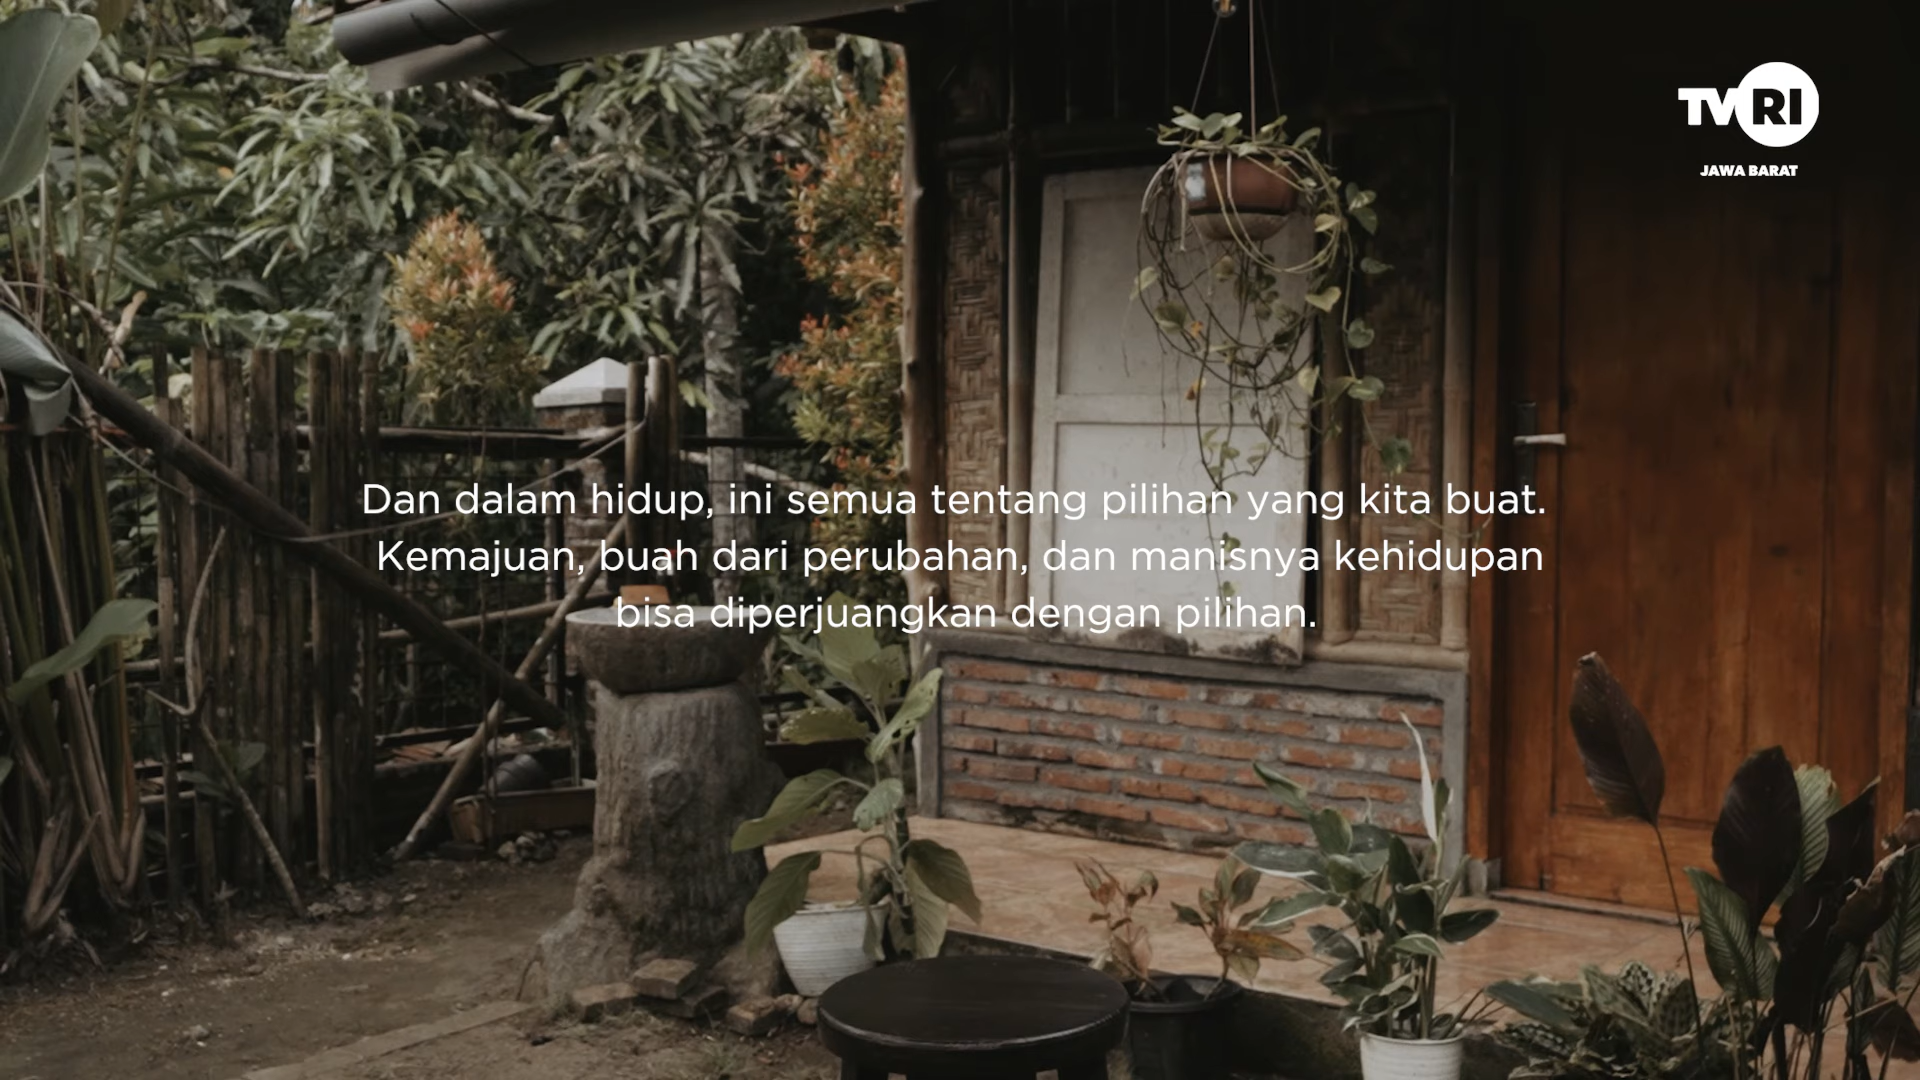 TVRI
JAWA BARAT
Dan dalam hidup, ini semua tentang pilihan yang kita buat.
Kemajuan, buah dari perubahan, dan manisnya kehidupan
bisa diperjuangkan dengan pilihan.